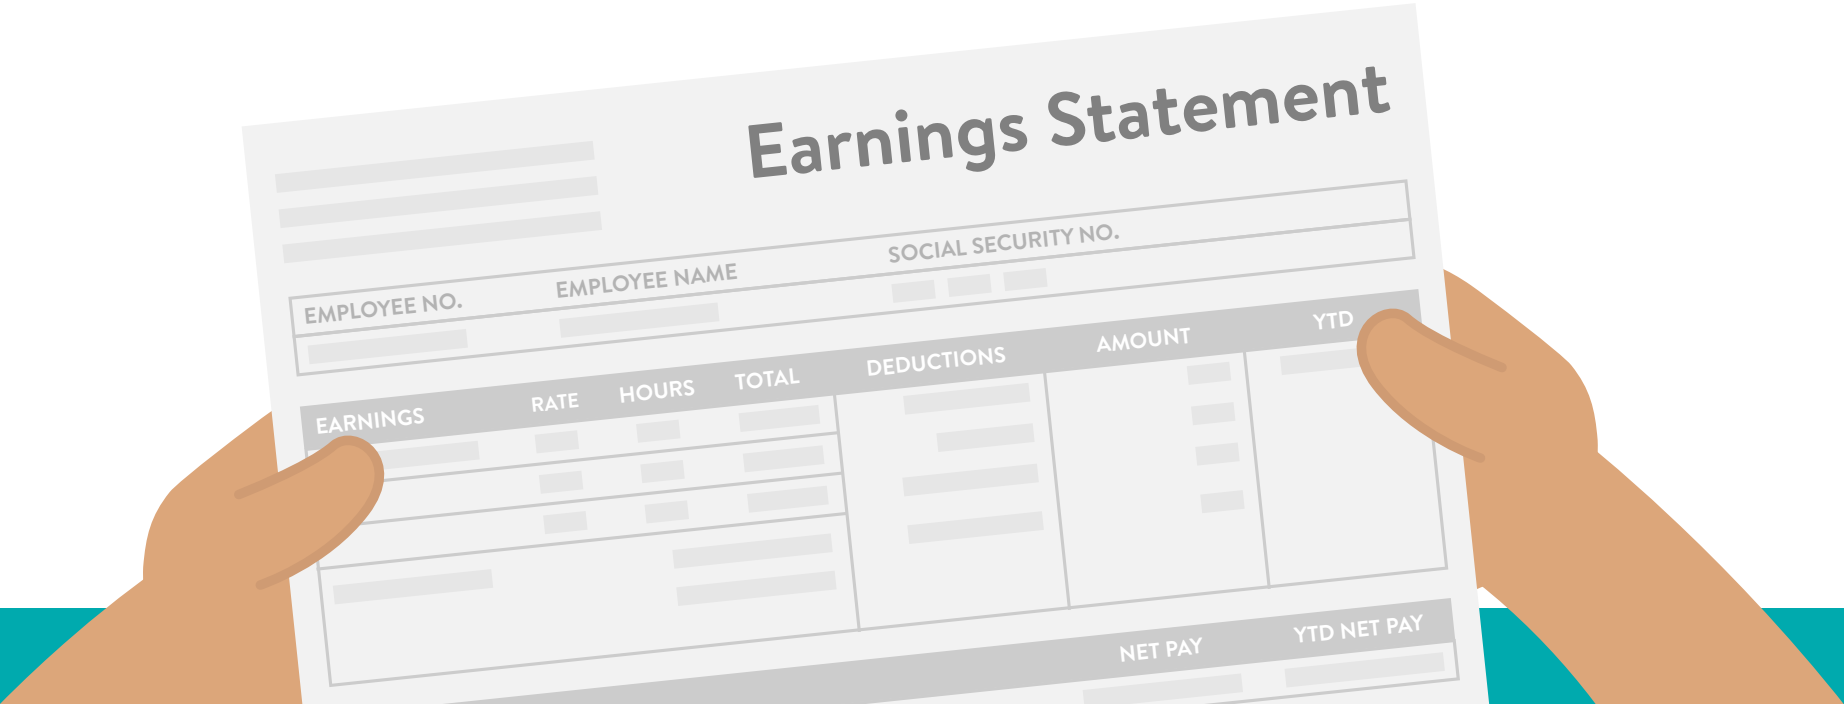 Earnings Statement
EMPLOYEE NO. EMPLOYEE NAME SOCIAL SECURITY NO.
EARNINGS RATE HOURS TOTAL DEDUCTIONS AMOUNT YTD
NET PAY YTD NET PAY